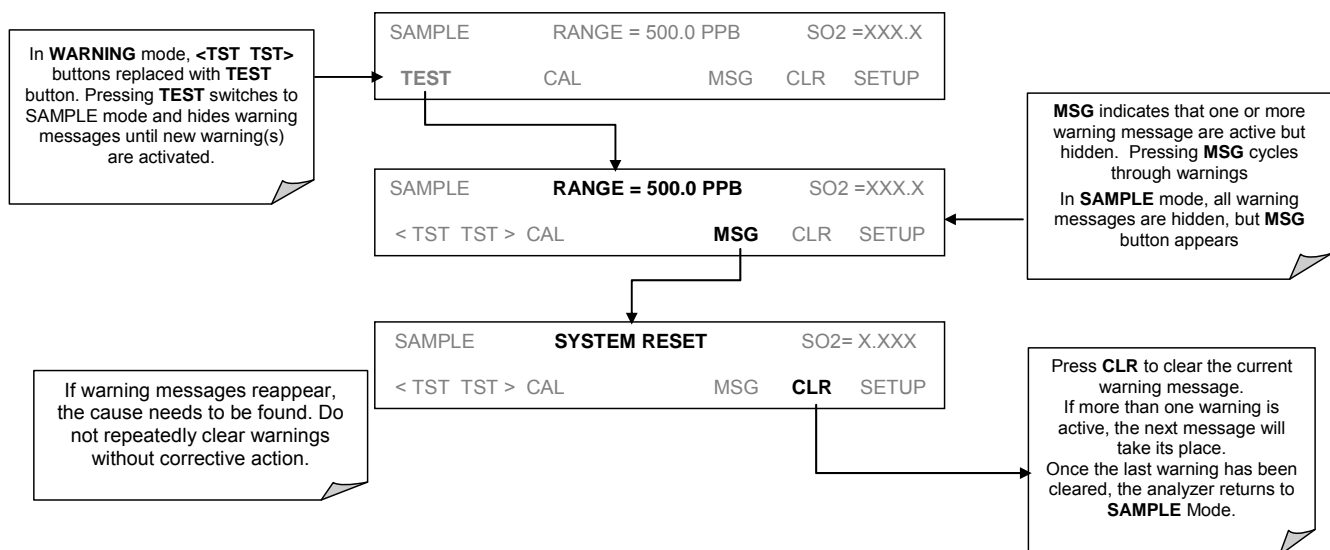 In WARNING mode, <TST TST>
buttons replaced with TEST
button. Pressing TEST switches to
SAMPLE mode and hides warning
messages until new warning(s)
are activated.
SAMPLE RANGE = 500.0 PPB SO2 =XXX.X
TEST CAL MSG CLR SETUP
MSG indicates that one or more
warning message are active but
hidden. Pressing MSG cycles
through warnings
In SAMPLE mode, all warning
messages are hidden, but MSG
button appears
SAMPLE RANGE = 500.0 PPB SO2 =XXX.X
< TST TST > CAL MSG CLR SETUP
SAMPLE SYSTEM RESET SO2= X.XXX
< TST TST > CAL MSG CLR SETUP
If warning messages reappear,
the cause needs to be found. Do
not repeatedly clear warnings
without corrective action.
Press CLR to clear the current
warning message.
If more than one warning is
active, the next message will
take its place.
Once the last warning has been
cleared, the analyzer returns to
SAMPLE Mode.